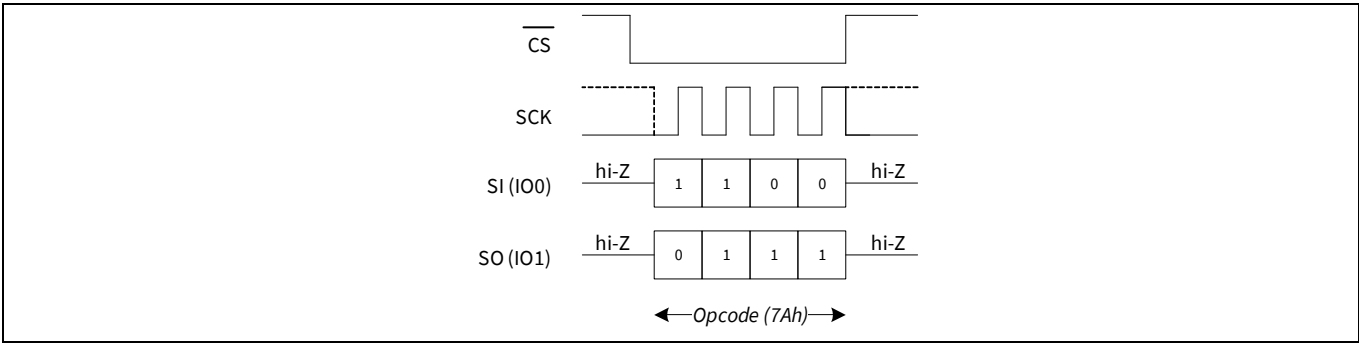 CS
SCK
hi-Z
hi-Z
SI (IO0)
1 1 0 0
hi-Z
hi-Z
SO (IO1)
0 1 1 1
Opcode (7Ah)